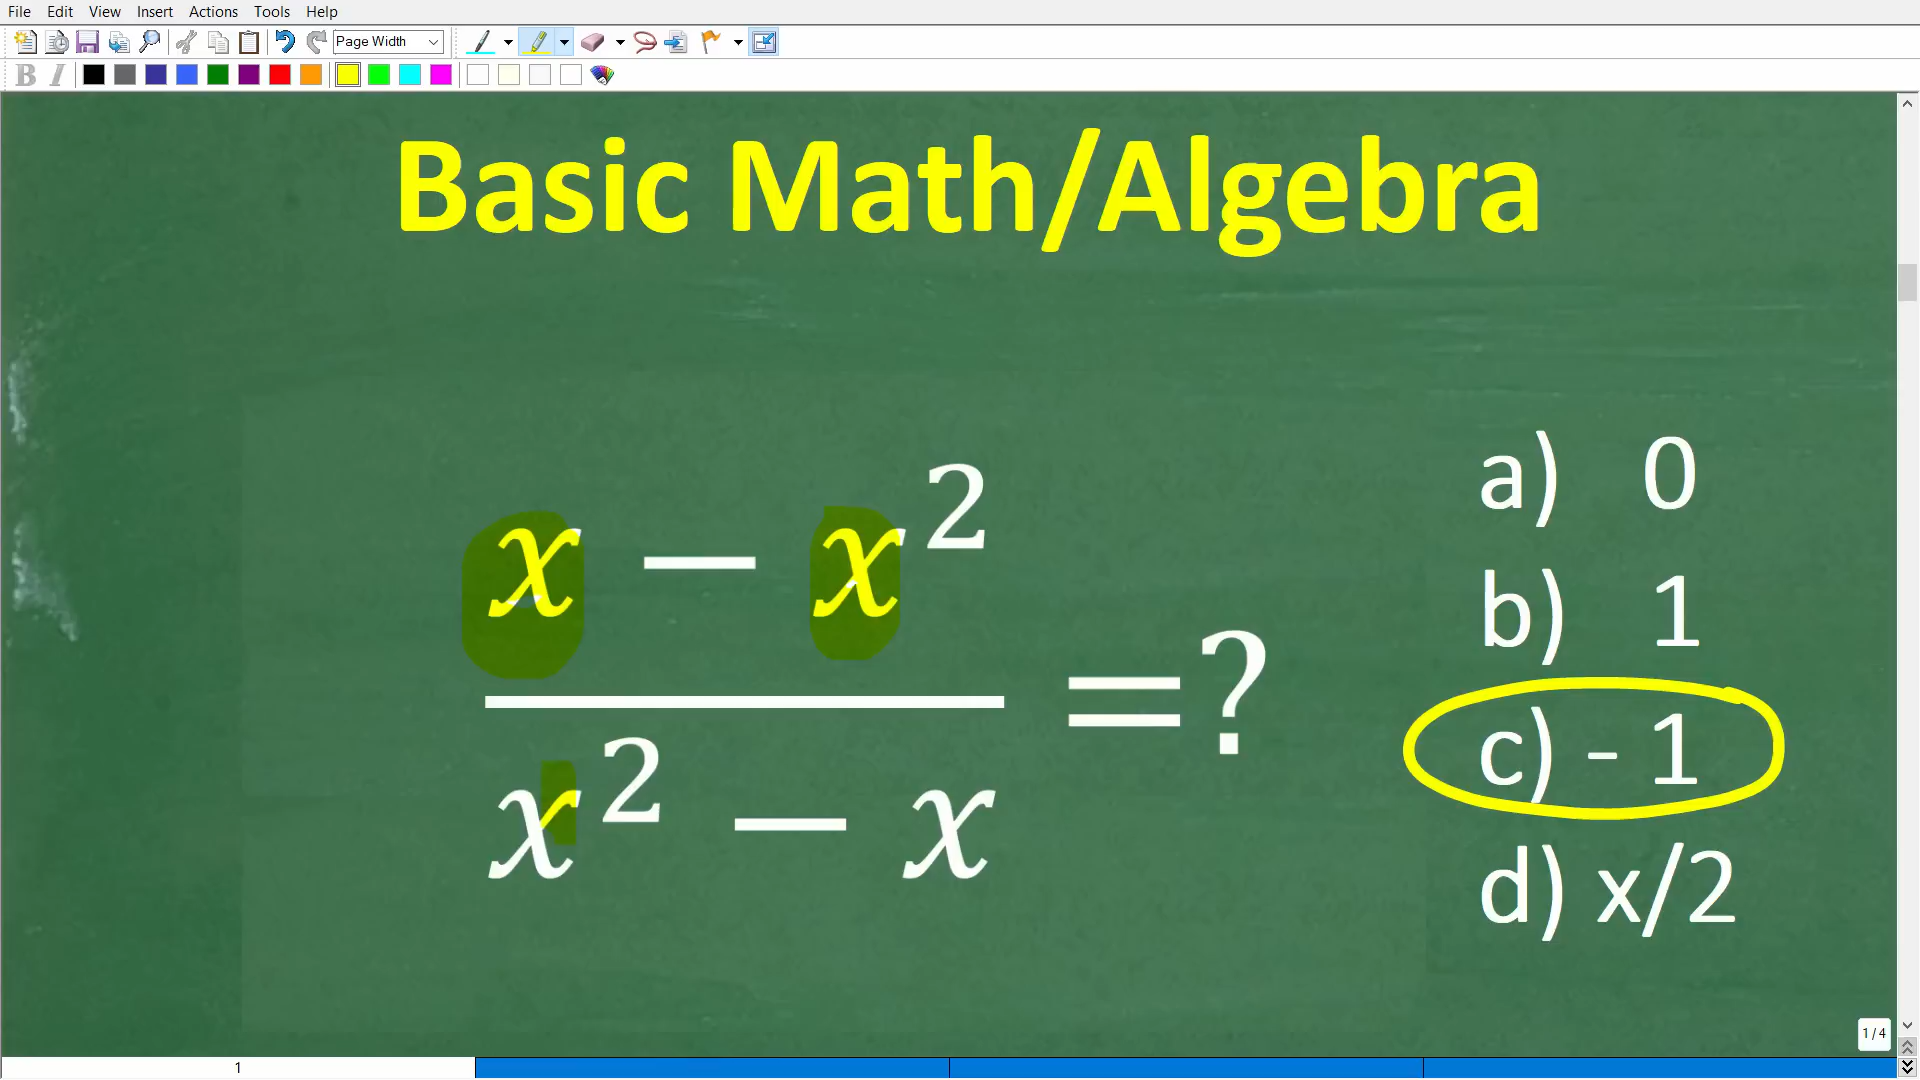 File Edit View Insert Actions Tools Help
Page Width
B I
Basic Math/Algebra
x − x²
x² − x
=?
a) 0
b) 1
c) - 1
d) x/2
1 / 4
1